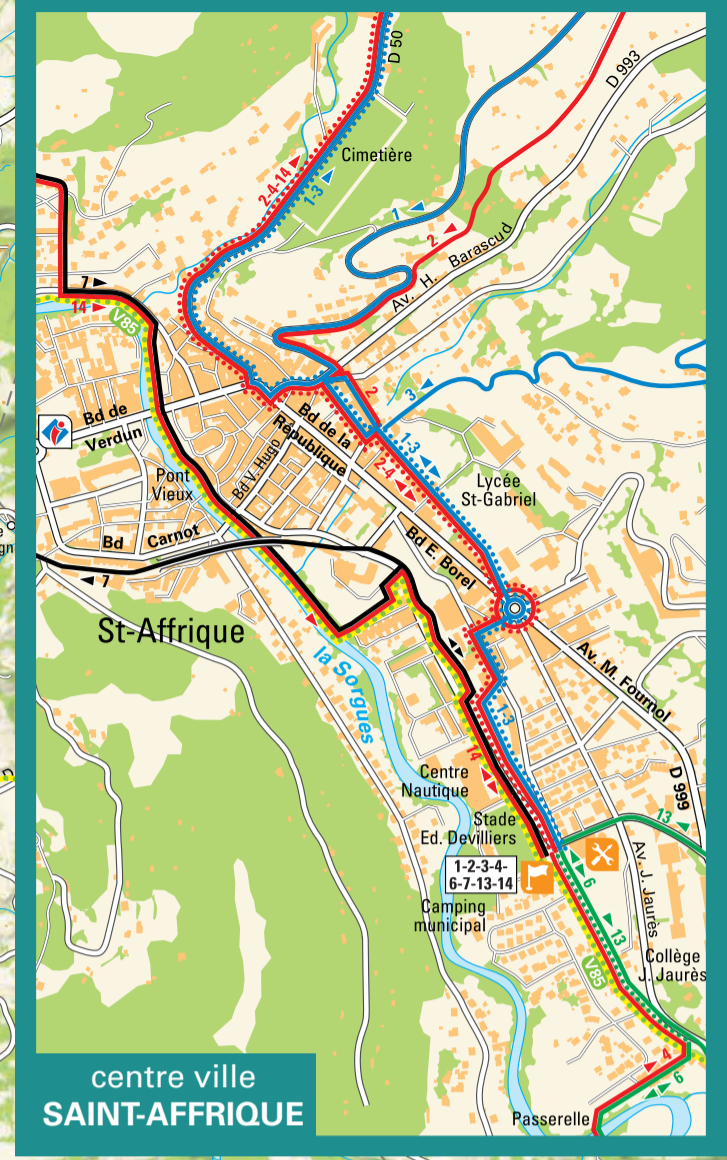 D 50
D 993
Cimetière
2-4-14
1-3
1
2
Av. H. Barascud
7
14
V85
2
3
Bd de
Verdun
Bd de la
République
1-3
2-4
Bd V. Hugo
Pont
Vieux
Lycée
St-Gabriel
Bd Carnot
Bd E. Borel
7
St-Affrique
la Sorgues
Av. M. Fournol
1-3
14
D 999
Centre
Nautique
Stade
Ed. Devilliers
13
1-2-3-4-
6-7-13-14
6
Av. J. Jaurès
Camping
municipal
13
Collège
J. Jaurès
V85
4
6
centre ville
SAINT-AFFRIQUE
Passerelle